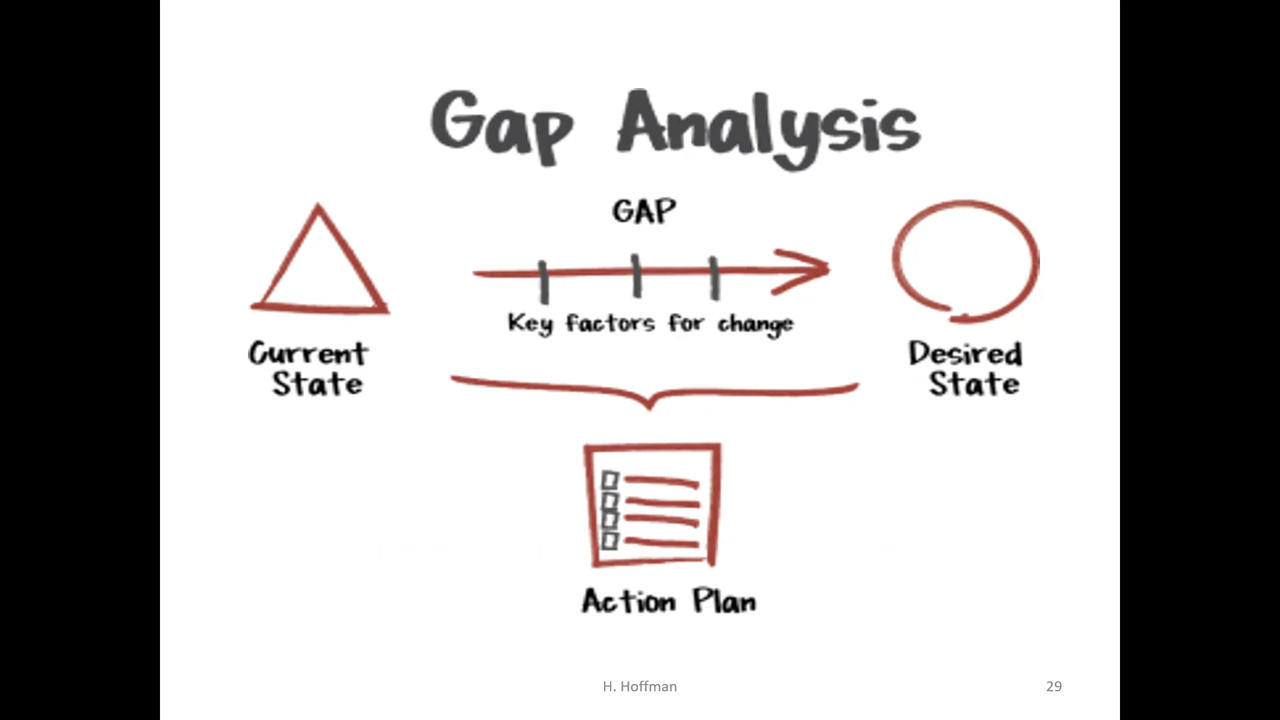 Gap Analysis
GAP
Key factors for change
Current
State
Desired
State
Action Plan
H. Hoffman
29